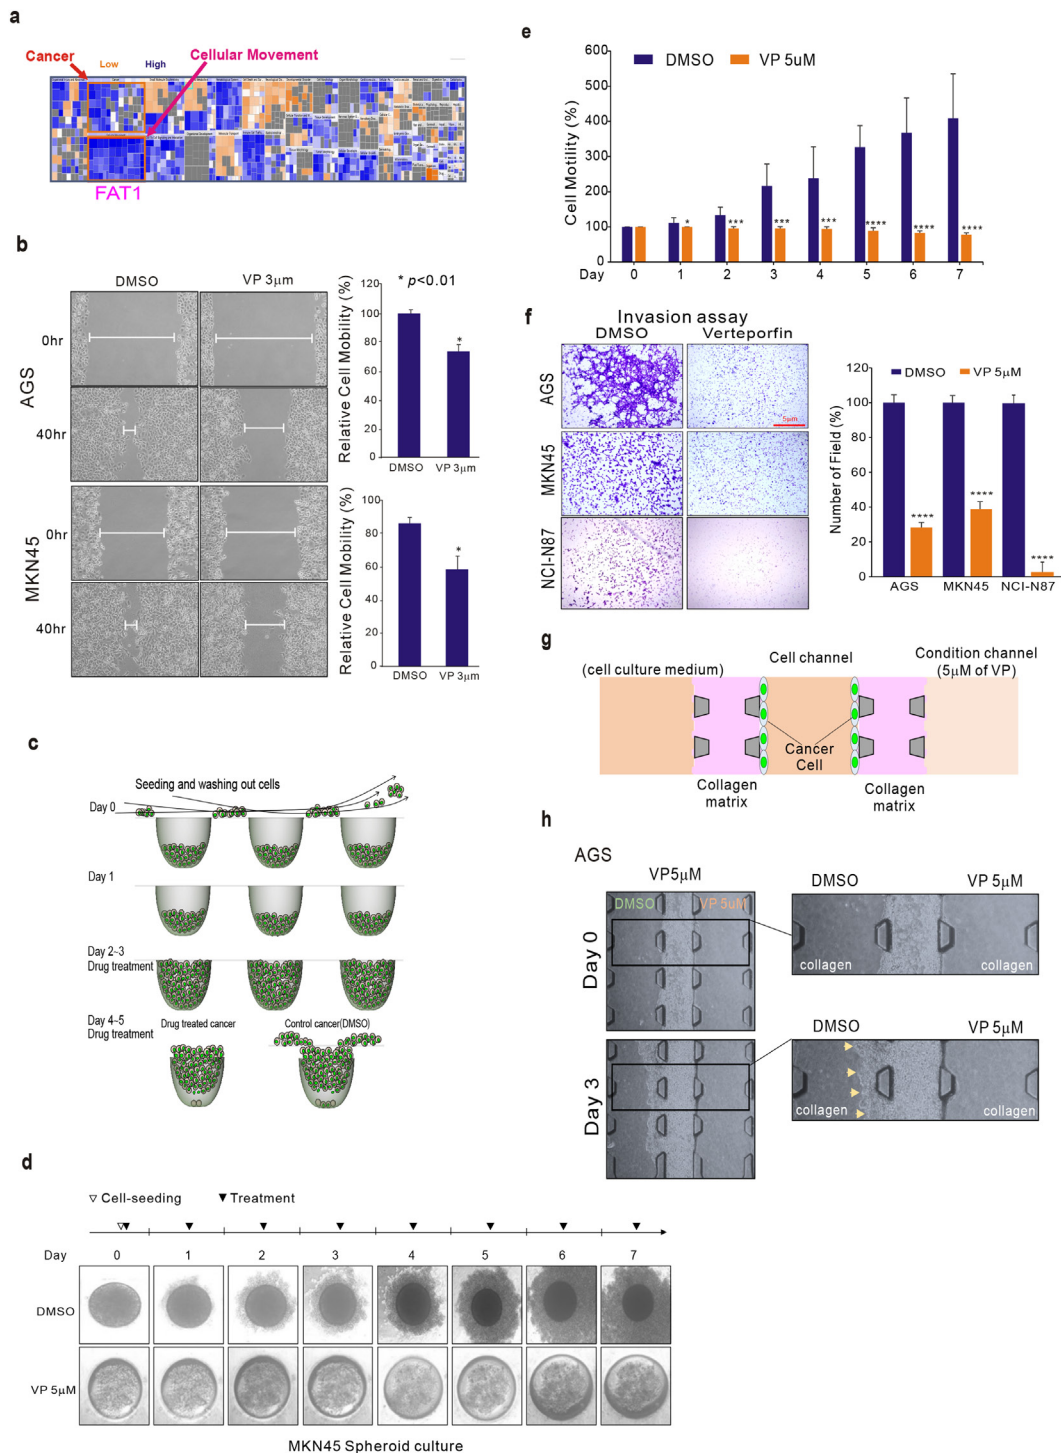 a
Cancer
Low
High
Cellular Movement
FAT1
b
DMSO
VP 3μm
AGS
0hr
40hr
MKN45
0hr
40hr
* p<0.01
Relative Cell Mobility (%)
120
100
80
60
40
20
0
*
DMSO
VP 3μm
Relative Cell Mobility (%)
100
80
60
40
20
0
*
DMSO
VP 3μm
c
Seeding and washing out cells
Day 0
Day 1
Day 2~3
Drug treatment
Day 4~5
Drug treatment
Drug treated cancer
Control cancer(DMSO)
d
▽ Cell-seeding
▼ Treatment
Day 0 1 2 3 4 5 6 7
DMSO
VP 5μM
MKN45 Spheroid culture
e
DMSO
VP 5uM
Cell Motility (%)
600
500
400
300
200
100
0
* *** *** *** **** **** ****
Day 0 1 2 3 4 5 6 7
f
Invasion assay
DMSO
Verteporfin
AGS
5μm
MKN45
NCI-N87
DMSO
VP 5μM
Number of Field (%)
120
100
80
60
40
20
0
**** **** ****
AGS MKN45 NCI-N87
g
(cell culture medium)
Cell channel
Condition channel
(5μM of VP)
Cancer
Cell
Collagen
matrix
Collagen
matrix
h
AGS
VP5μM
DMSO
VP 5uM
Day 0
DMSO
VP 5μM
collagen
collagen
Day 3
DMSO
VP 5μM
collagen
collagen